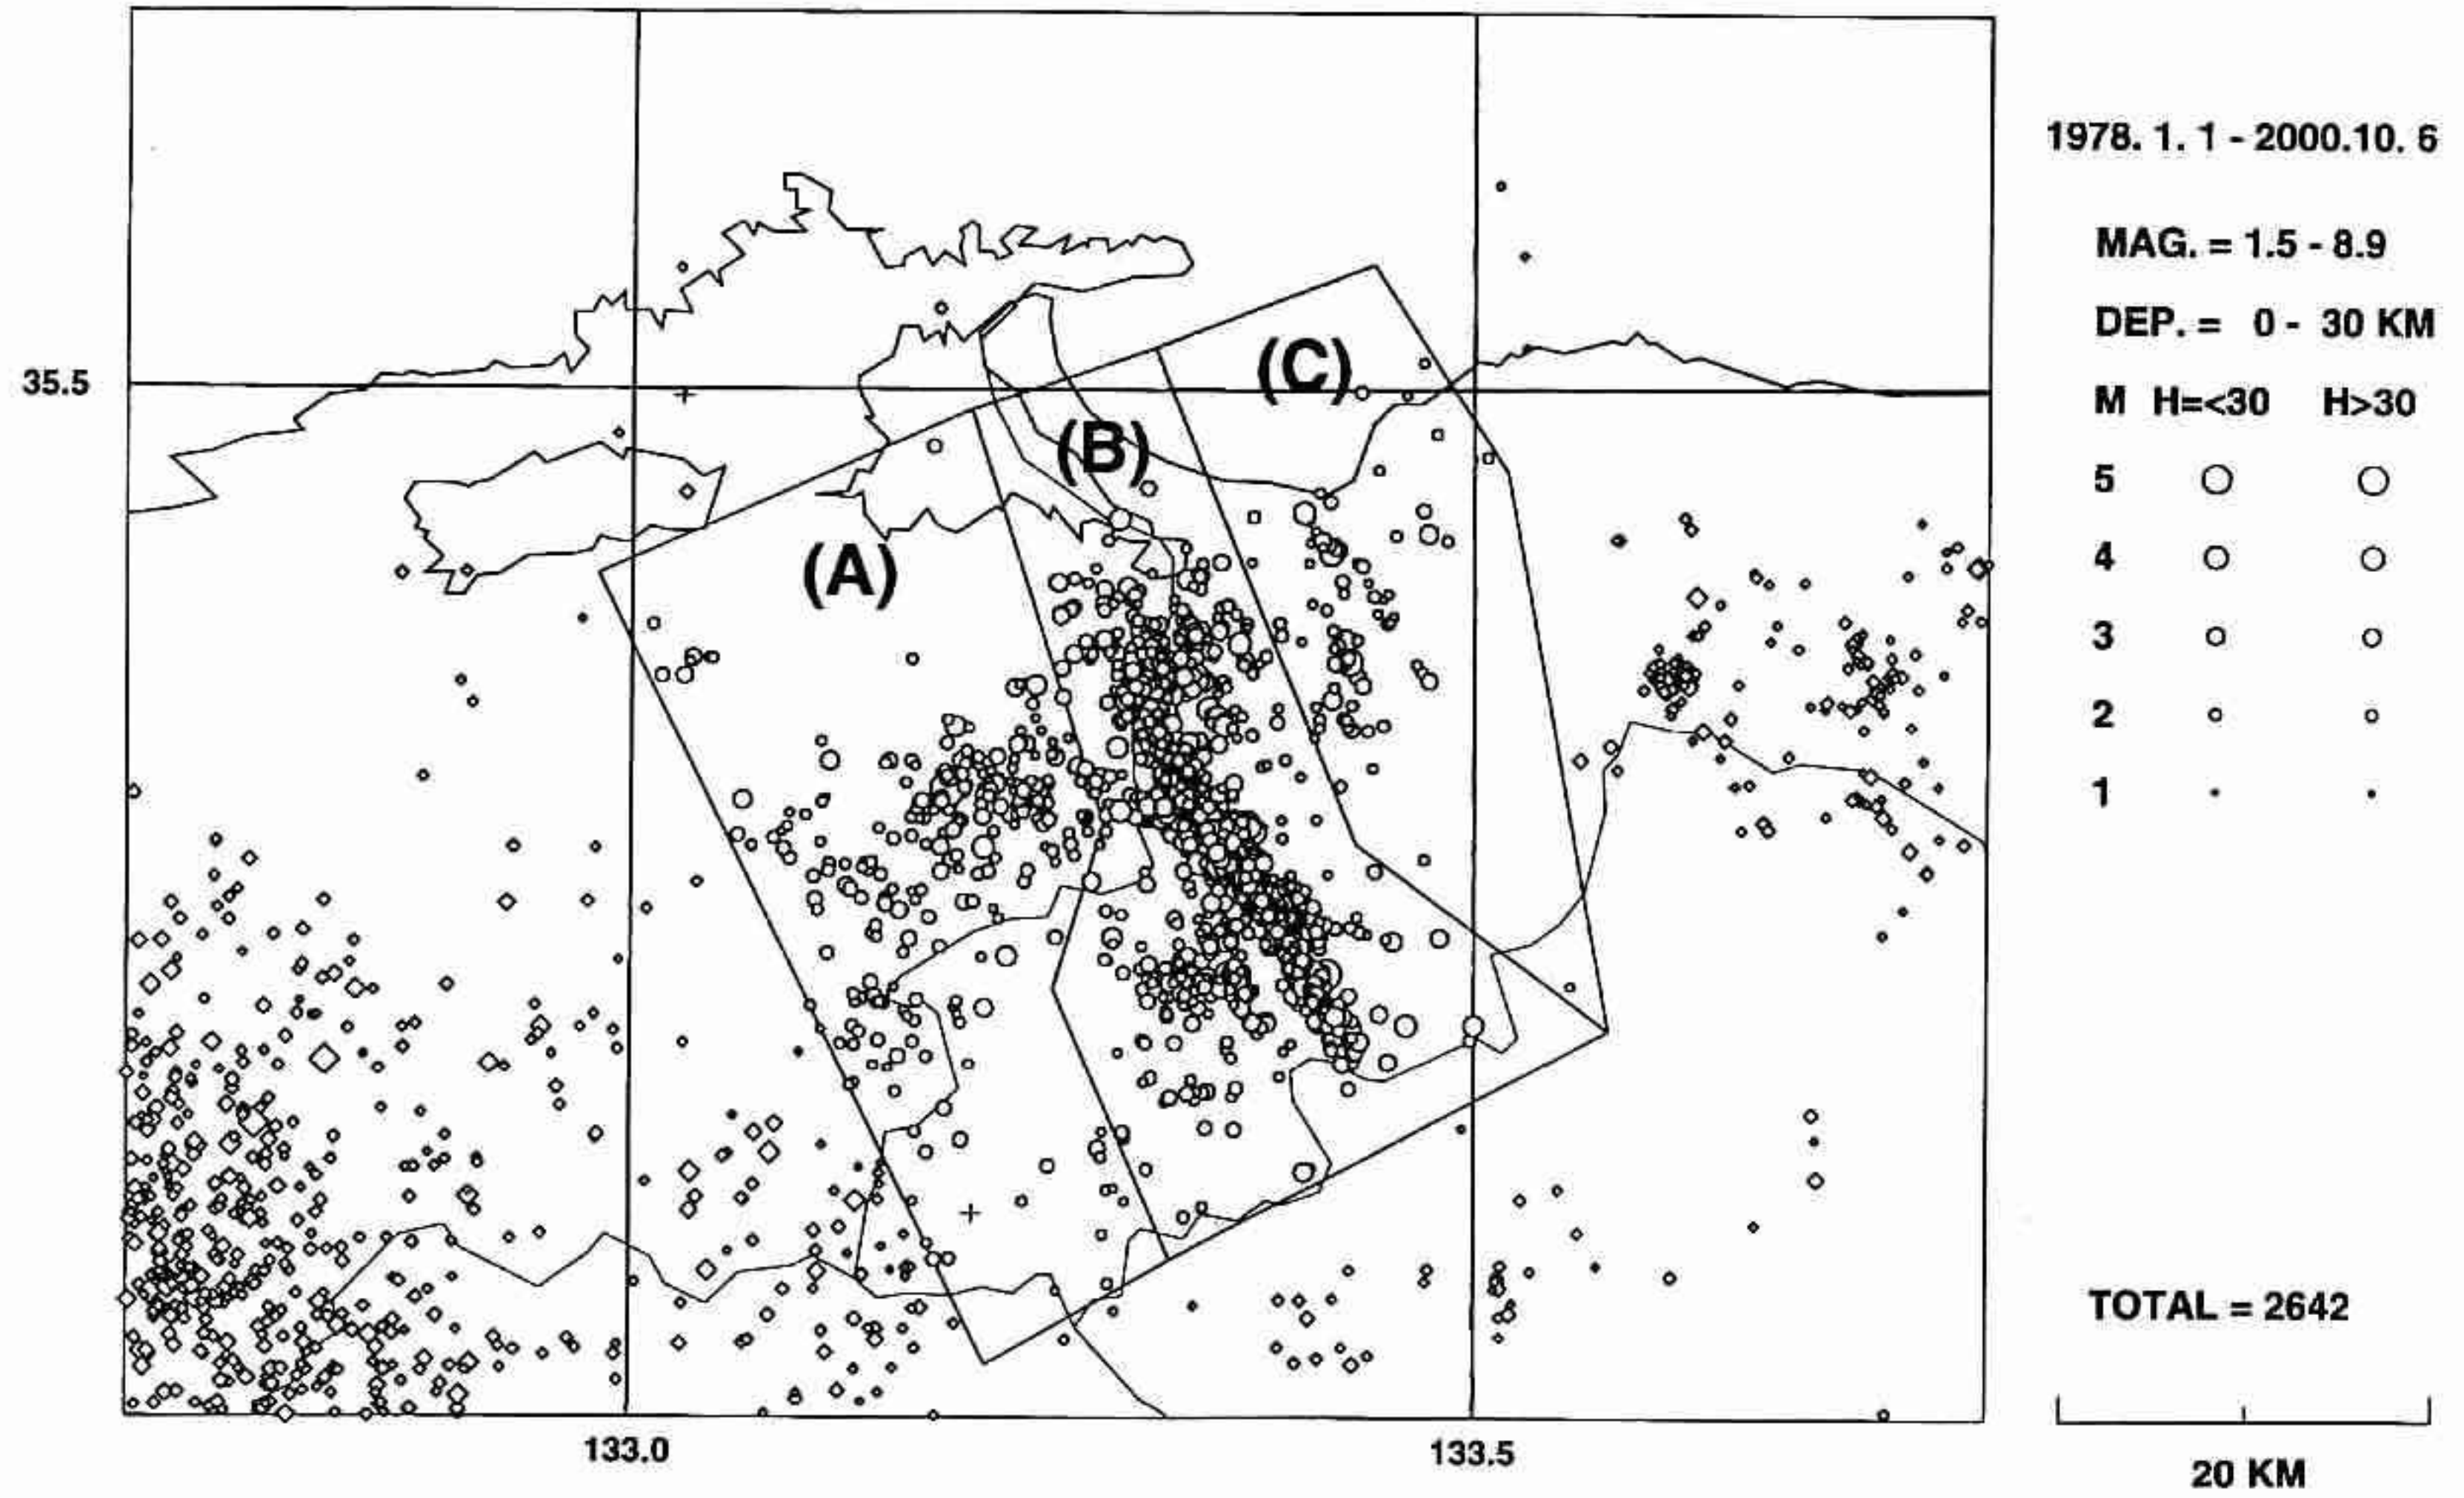 1978. 1. 1 - 2000.10. 6
MAG. = 1.5 - 8.9
DEP. = 0 - 30 KM
M H=<30 H>30
5
4
3
2
1
TOTAL = 2642
20 KM
35.5
(A)
(B)
(C)
133.0
133.5